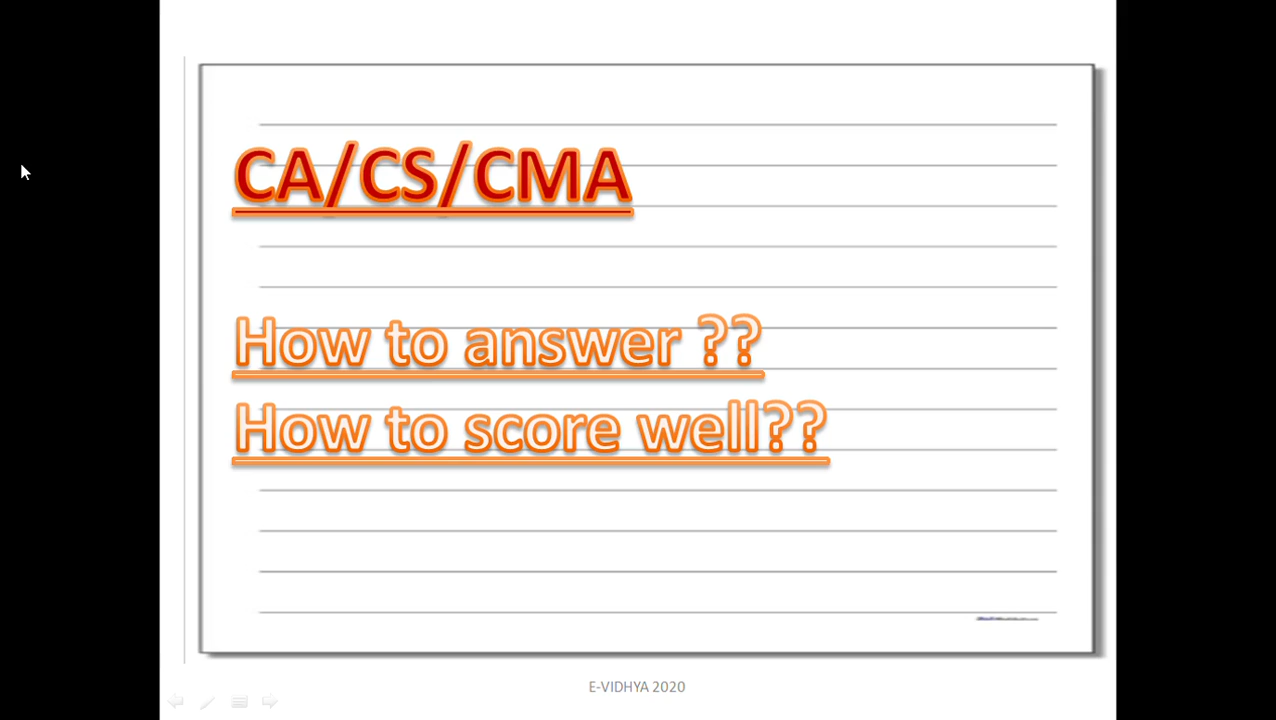 CA/CS/CMA
How to answer ??
How to score well??
E-VIDHYA 2020